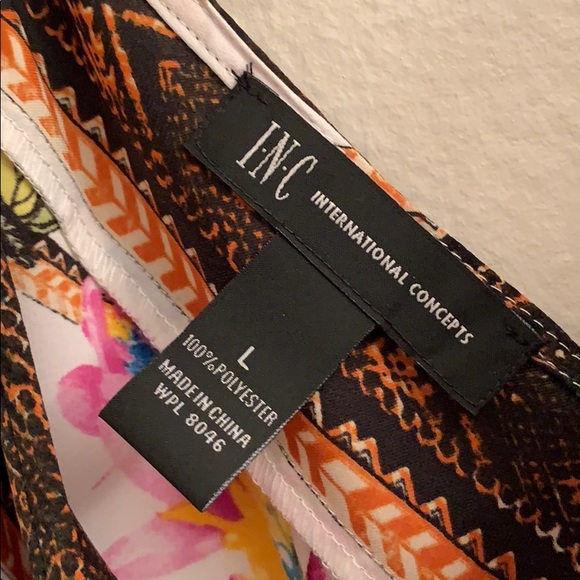 I·N·C
INTERNATIONAL CONCEPTS
L
100%POLYESTER
MADE IN CHINA
WPL 8046